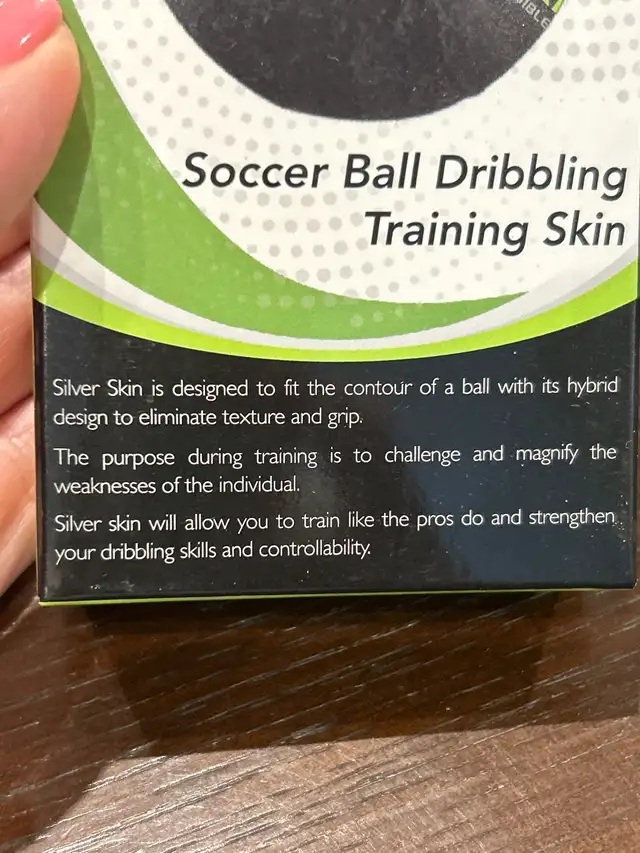 Soccer Ball Dribbling
Training Skin
Silver Skin is designed to fit the contour of a ball with its hybrid
design to eliminate texture and grip.
The purpose during training is to challenge and magnify the
weaknesses of the individual.
Silver skin will allow you to train like the pros do and strengthen
your dribbling skills and controllability.